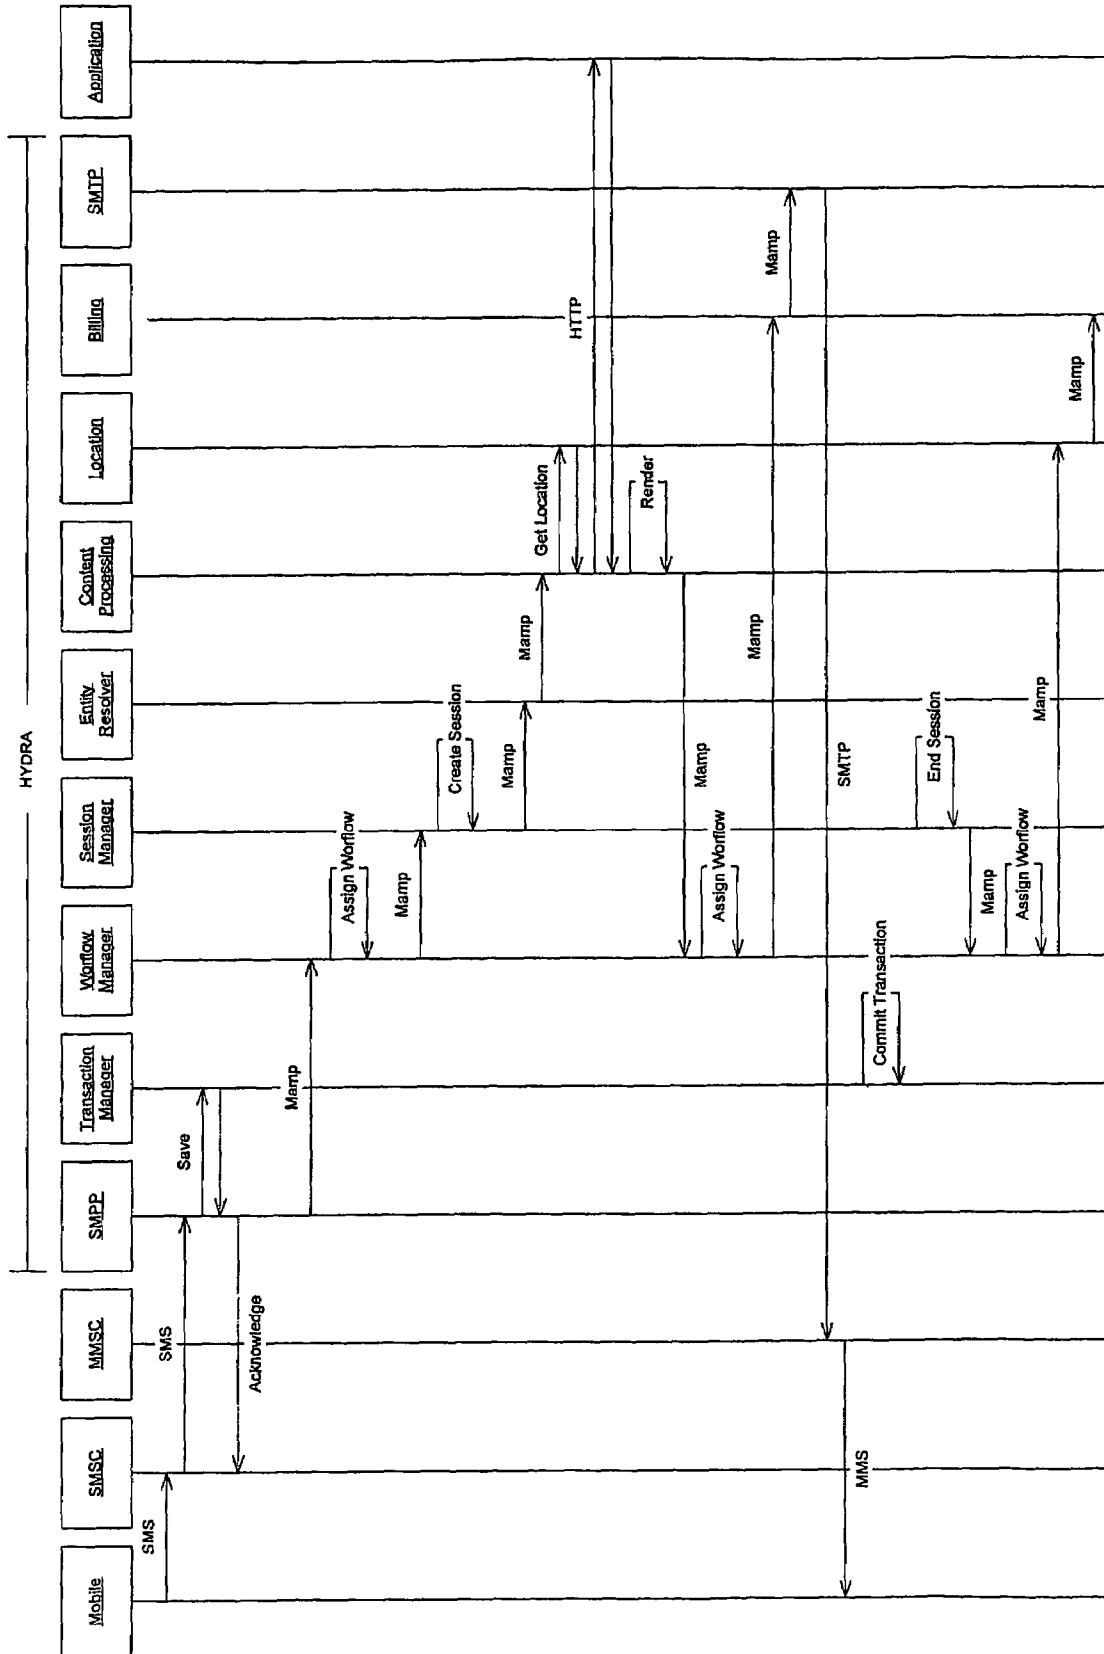 HYDRA
Mobile
SMSC
MMSC
SMPP
Transaction
Manager
Worflow
Manager
Session
Manager
Entity
Resolver
Content
Processing
Location
Billing
SMTP
Application
SMS
SMS
Save
Acknowledge
Mamp
Assign Worflow
Mamp
Create Session
Mamp
Mamp
Get Location
HTTP
Render
Mamp
Assign Worflow
Mamp
Mamp
SMTP
MMS
Commit Transaction
End Session
Mamp
Assign Worflow
Mamp
Mamp